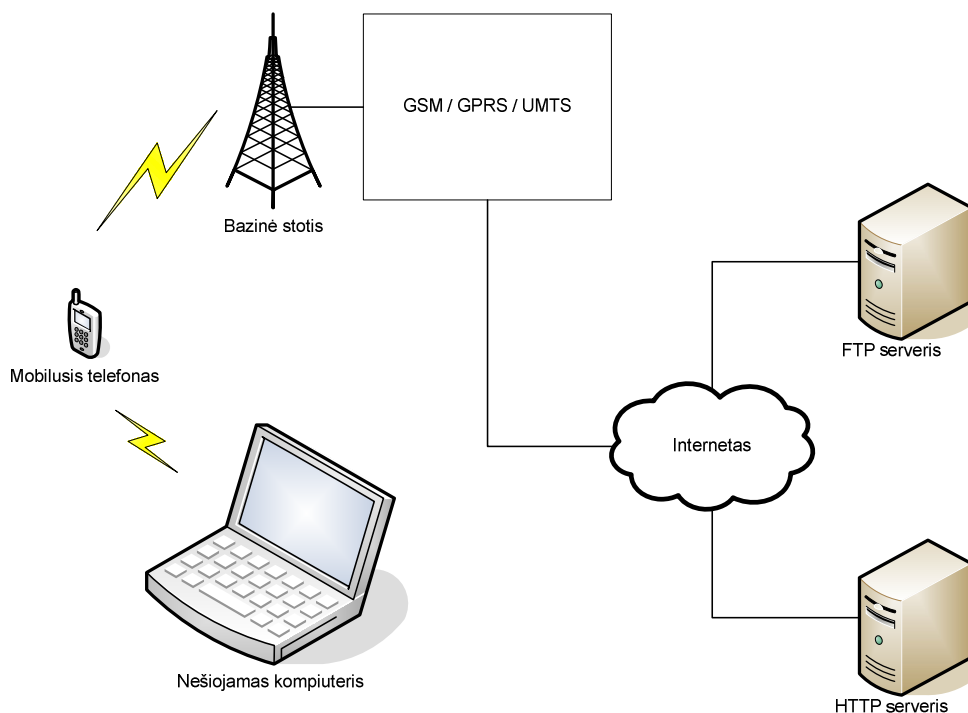 GSM / GPRS / UMTS
Bazinė stotis
FTP serveris
Mobilusis telefonas
Internetas
Nešiojamas kompiuteris
HTTP serveris